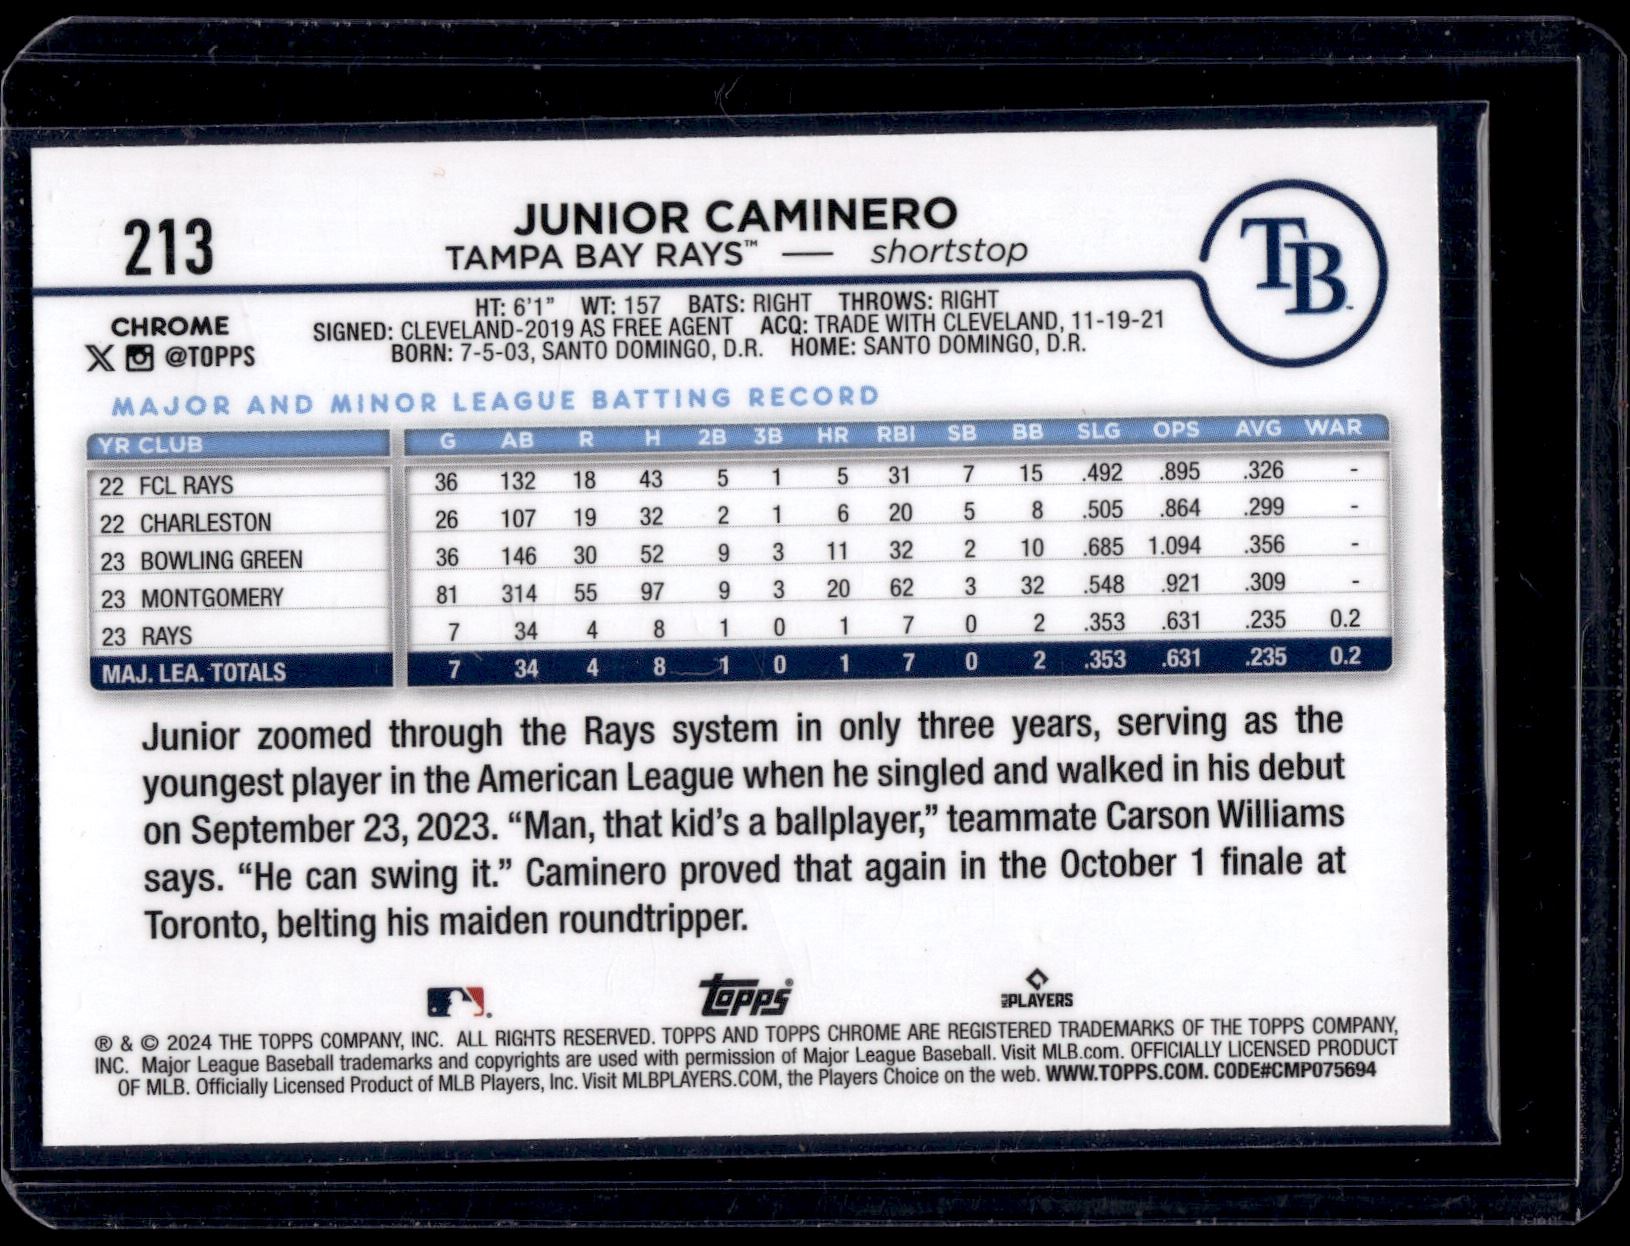 213
JUNIOR CAMINERO
TAMPA BAY RAYS™ — shortstop
TB™
CHROME
X @TOPPS
HT: 6'1" WT: 157 BATS: RIGHT THROWS: RIGHT
SIGNED: CLEVELAND-2019 AS FREE AGENT ACQ: TRADE WITH CLEVELAND, 11-19-21
BORN: 7-5-03, SANTO DOMINGO, D.R. HOME: SANTO DOMINGO, D.R.
MAJOR AND MINOR LEAGUE BATTING RECORD
YR CLUB G AB R H 2B 3B HR RBI SB BB SLG OPS AVG WAR
22 FCL RAYS 36 132 18 43 5 1 5 31 7 15 .492 .895 .326 -
22 CHARLESTON 26 107 19 32 2 1 6 20 5 8 .505 .864 .299 -
23 BOWLING GREEN 36 146 30 52 9 3 11 32 2 10 .685 1.094 .356 -
23 MONTGOMERY 81 314 55 97 9 3 20 62 3 32 .548 .921 .309 -
23 RAYS 7 34 4 8 1 0 1 7 0 2 .353 .631 .235 0.2
MAJ. LEA. TOTALS 7 34 4 8 1 0 1 7 0 2 .353 .631 .235 0.2
Junior zoomed through the Rays system in only three years, serving as the
youngest player in the American League when he singled and walked in his debut
on September 23, 2023. “Man, that kid’s a ballplayer,” teammate Carson Williams
says. “He can swing it.” Caminero proved that again in the October 1 finale at
Toronto, belting his maiden roundtripper.
Topps®
PLAYERS
® & © 2024 THE TOPPS COMPANY, INC. ALL RIGHTS RESERVED. TOPPS AND TOPPS CHROME ARE REGISTERED TRADEMARKS OF THE TOPPS COMPANY,
INC. Major League Baseball trademarks and copyrights are used with permission of Major League Baseball. Visit MLB.com. OFFICIALLY LICENSED PRODUCT
OF MLB. Officially Licensed Product of MLB Players, Inc. Visit MLBPLAYERS.COM, the Players Choice on the web. WWW.TOPPS.COM. CODE#CMP075694